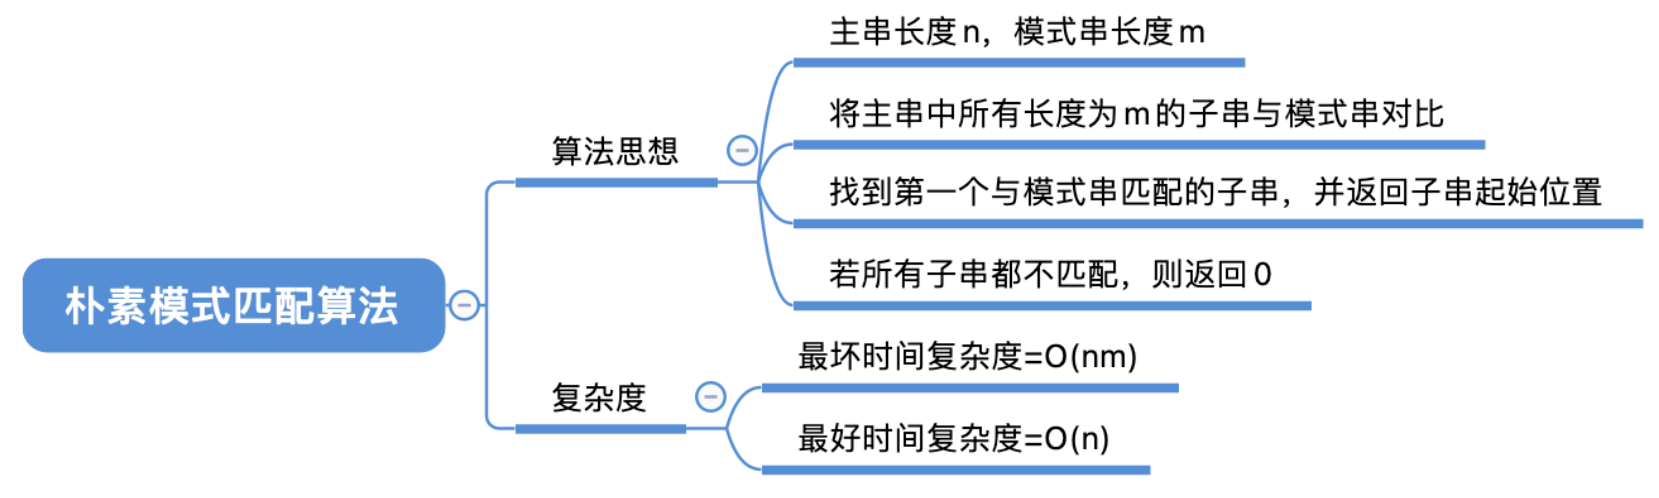 朴素模式匹配算法
算法思想
主串长度n，模式串长度m
将主串中所有长度为m的子串与模式串对比
找到第一个与模式串匹配的子串，并返回子串起始位置
若所有子串都不匹配，则返回0
复杂度
最坏时间复杂度=O(nm)
最好时间复杂度=O(n)